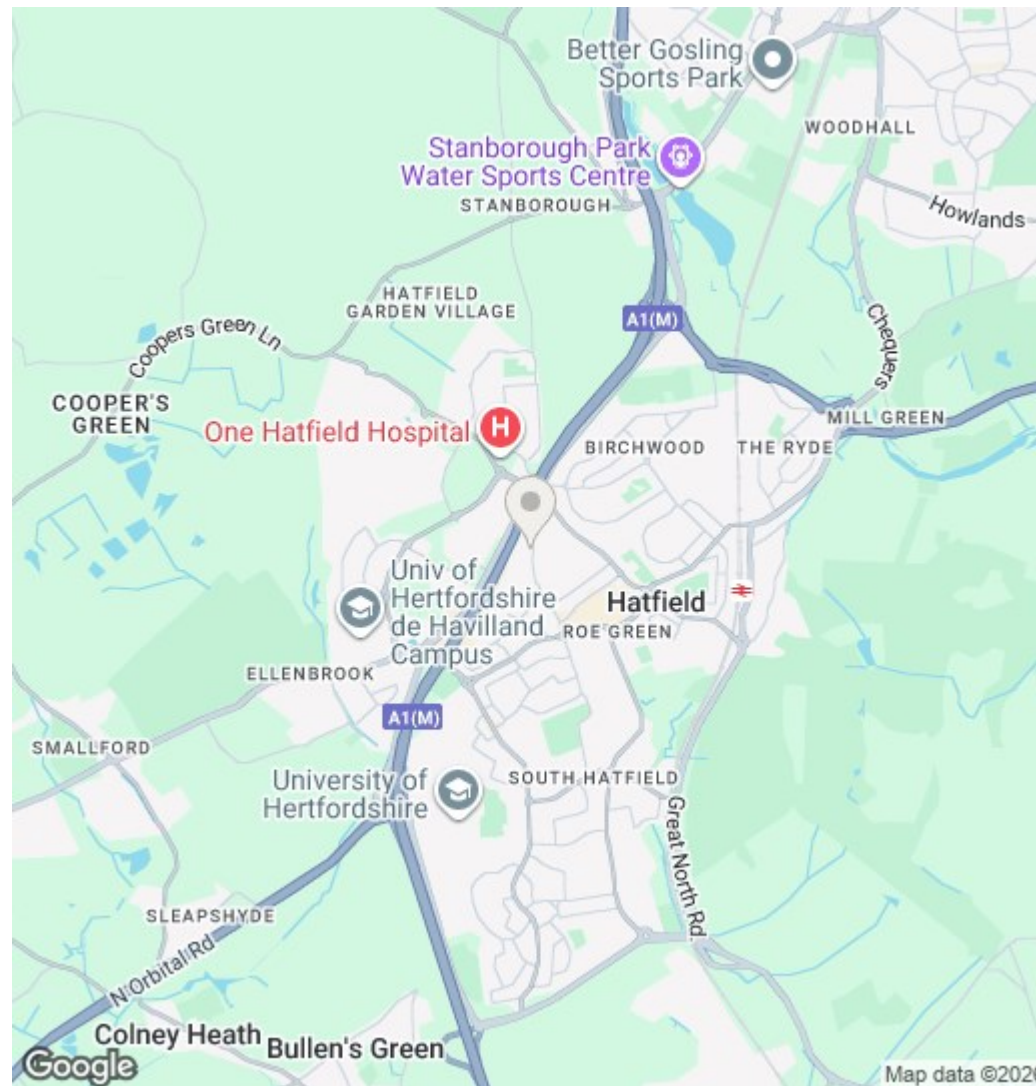 Better Gosling
Sports Park
WOODHALL
Stanborough Park
Water Sports Centre
STANBOROUGH
Howlands
HATFIELD
GARDEN VILLAGE
A1(M)
Chequers
Coopers Green Ln
COOPER'S
GREEN
MILL GREEN
One Hatfield Hospital
H
BIRCHWOOD
THE RYDE
Univ of
Hertfordshire
de Havilland
Campus
Hatfield
ROE GREEN
ELLENBROOK
A1(M)
SMALLFORD
University of
Hertfordshire
SOUTH HATFIELD
Great North Rd.
SLEAPSHYDE
N Orbital Rd
Colney Heath
Bullen's Green
Google
Map data ©202